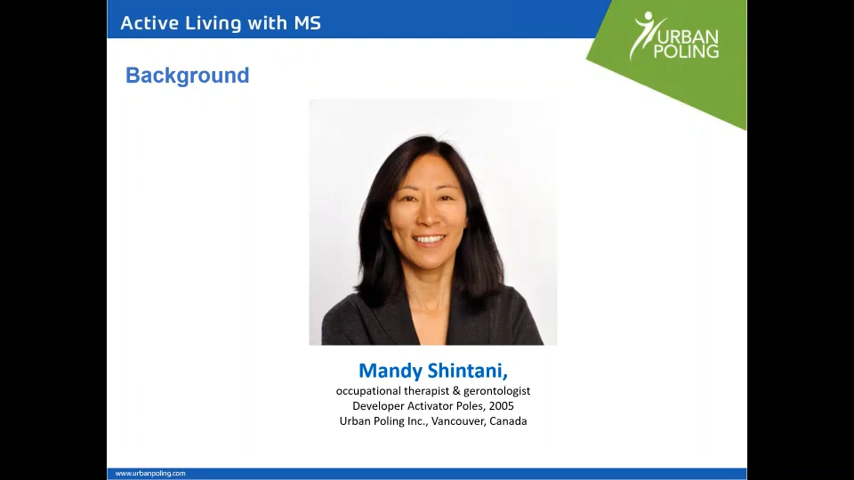 Active Living with MS
URBAN
POLING
Background
Mandy Shintani,
occupational therapist & gerontologist
Developer Activator Poles, 2005
Urban Poling Inc., Vancouver, Canada
www.urbanpoling.com